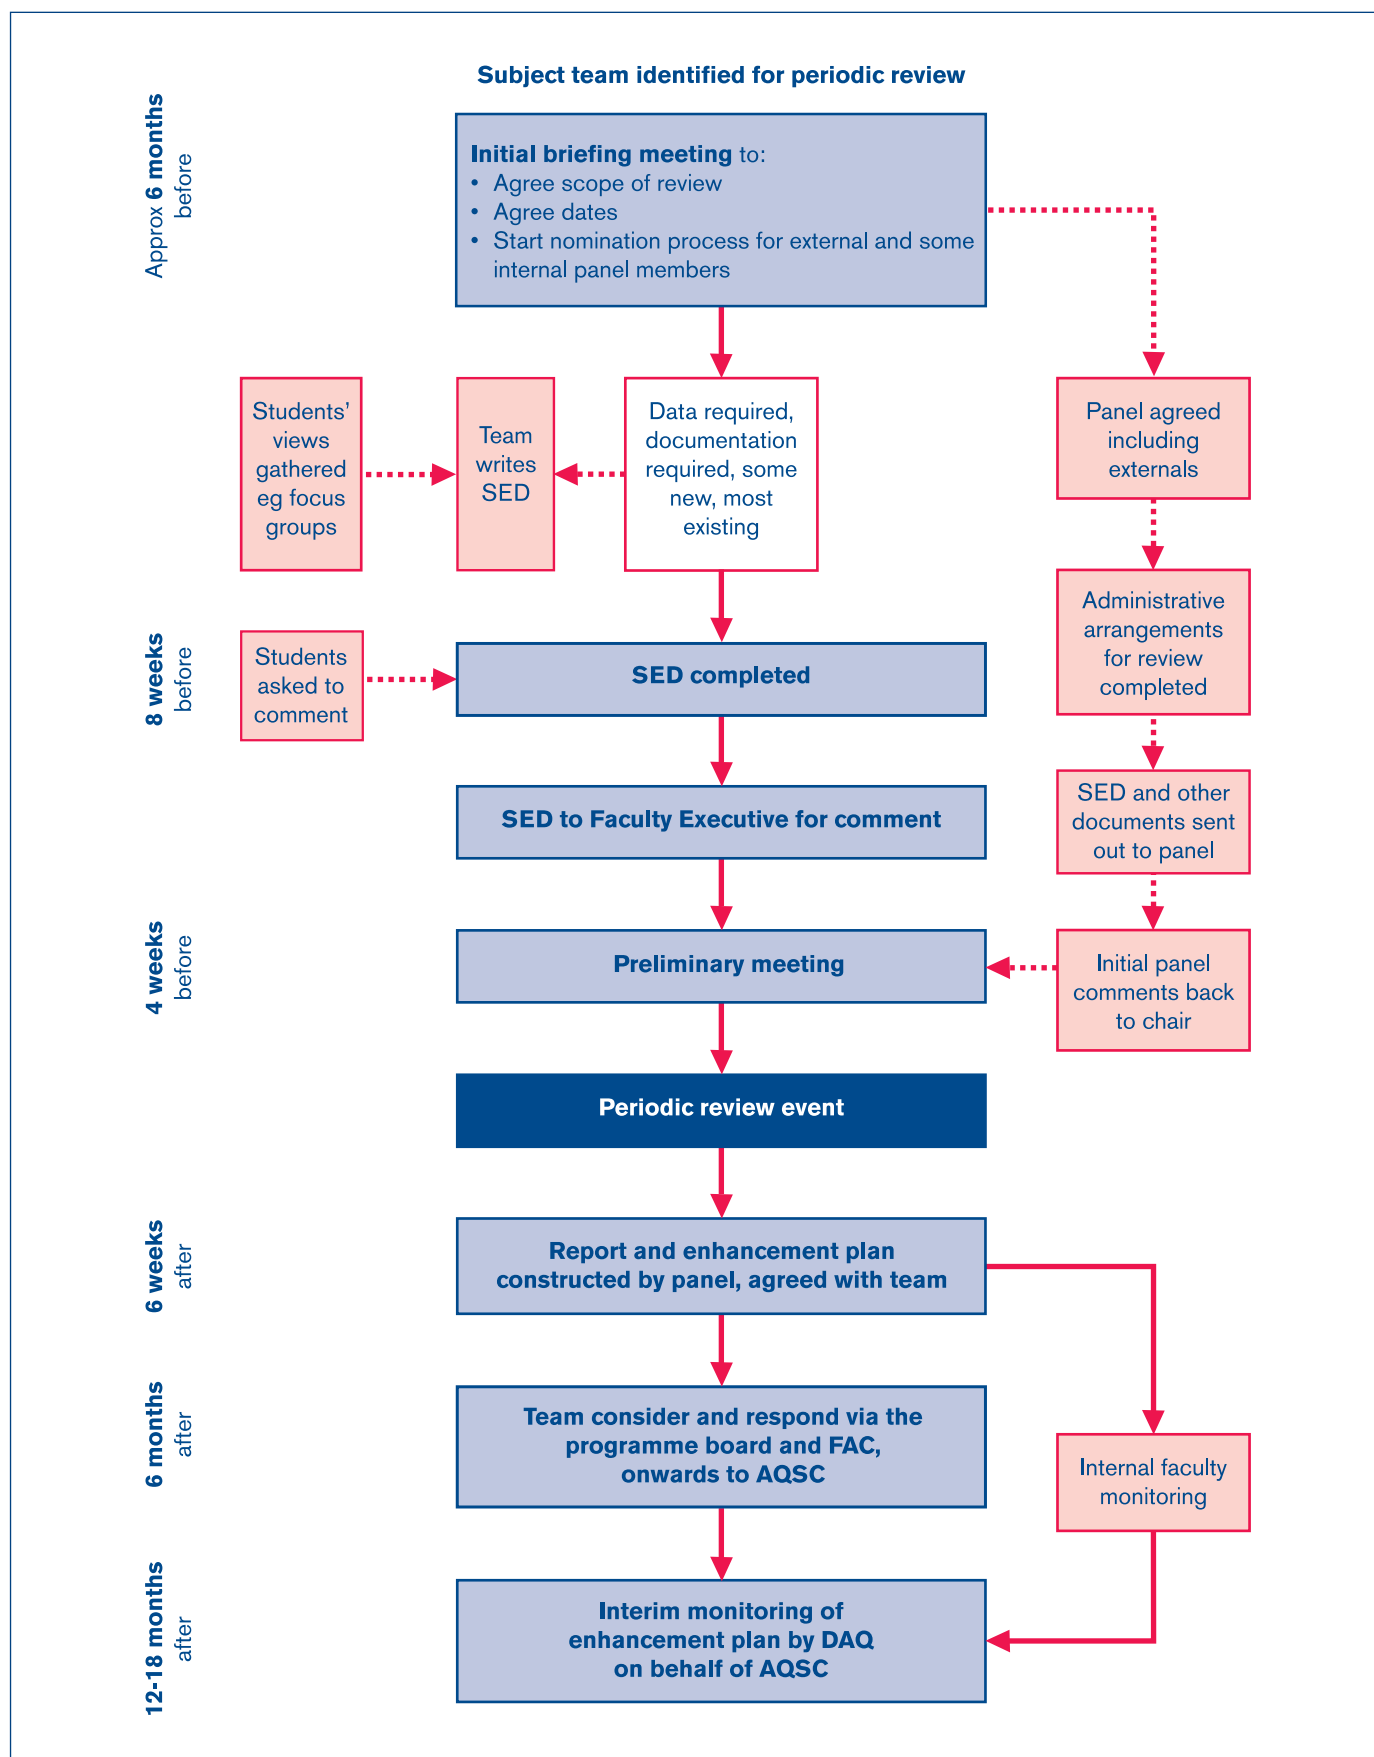 Subject team identified for periodic review
Approx 6 months
before
Initial briefing meeting to:
• Agree scope of review
• Agree dates
• Start nomination process for external and some
internal panel members
Students’
views
gathered
eg focus
groups
Team
writes
SED
Data required,
documentation
required, some
new, most
existing
Panel agreed
including
externals
Administrative
arrangements
for review
completed
8 weeks
before
Students
asked to
comment
SED completed
SED to Faculty Executive for comment
SED and other
documents sent
out to panel
4 weeks
before
Preliminary meeting
Initial panel
comments back
to chair
Periodic review event
6 weeks
after
Report and enhancement plan
constructed by panel, agreed with team
6 months
after
Team consider and respond via the
programme board and FAC,
onwards to AQSC
Internal faculty
monitoring
12-18 months
after
Interim monitoring of
enhancement plan by DAQ
on behalf of AQSC